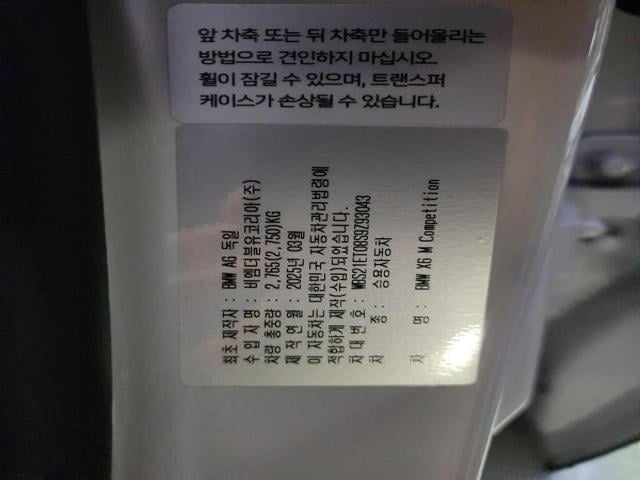 앞 차축 또는 뒤 차축만 들어올리는
방법으로 견인하지 마십시오.
휠이 잠길 수 있으며, 트랜스퍼
케이스가 손상될 수 있습니다.
최초 제작자 : BMW AG 독일
수 입 자 명 : 비엠더블유코리아(주)
차량 총중량 : 2,765(2,750)KG
제 작 연 월 : 2025년 03월
이 자동차는 대한민국 자동차관리법령에
적합하게 제작(수입)되었습니다.
차 대 번 호 : WBS21ET08S9Z93043
차 종 : 승용자동차
차 명 : BMW X6 M Competition